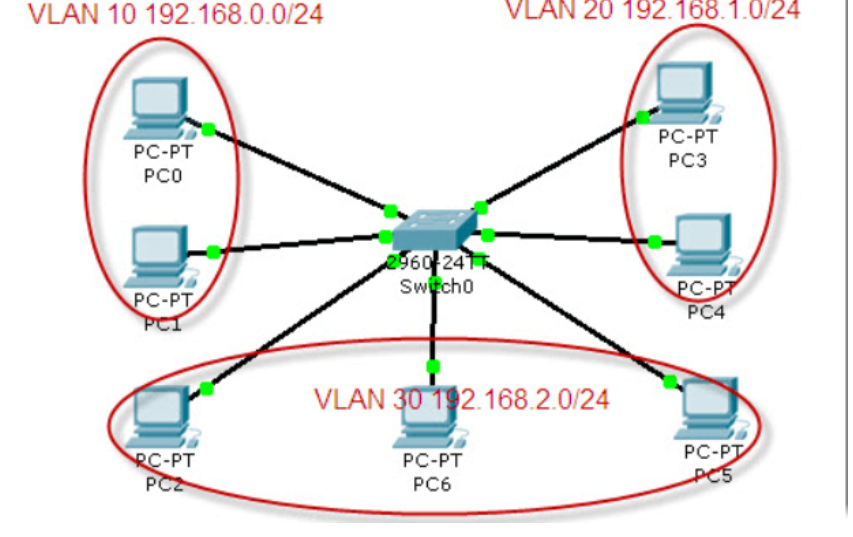 VLAN 10 192.168.0.0/24
VLAN 20 192.168.1.0/24
PC-PT
PC0
PC-PT
PC3
PC-PT
PC1
2960-24TT
Switch0
PC-PT
PC4
VLAN 30 192.168.2.0/24
PC-PT
PC2
PC-PT
PC6
PC-PT
PC5